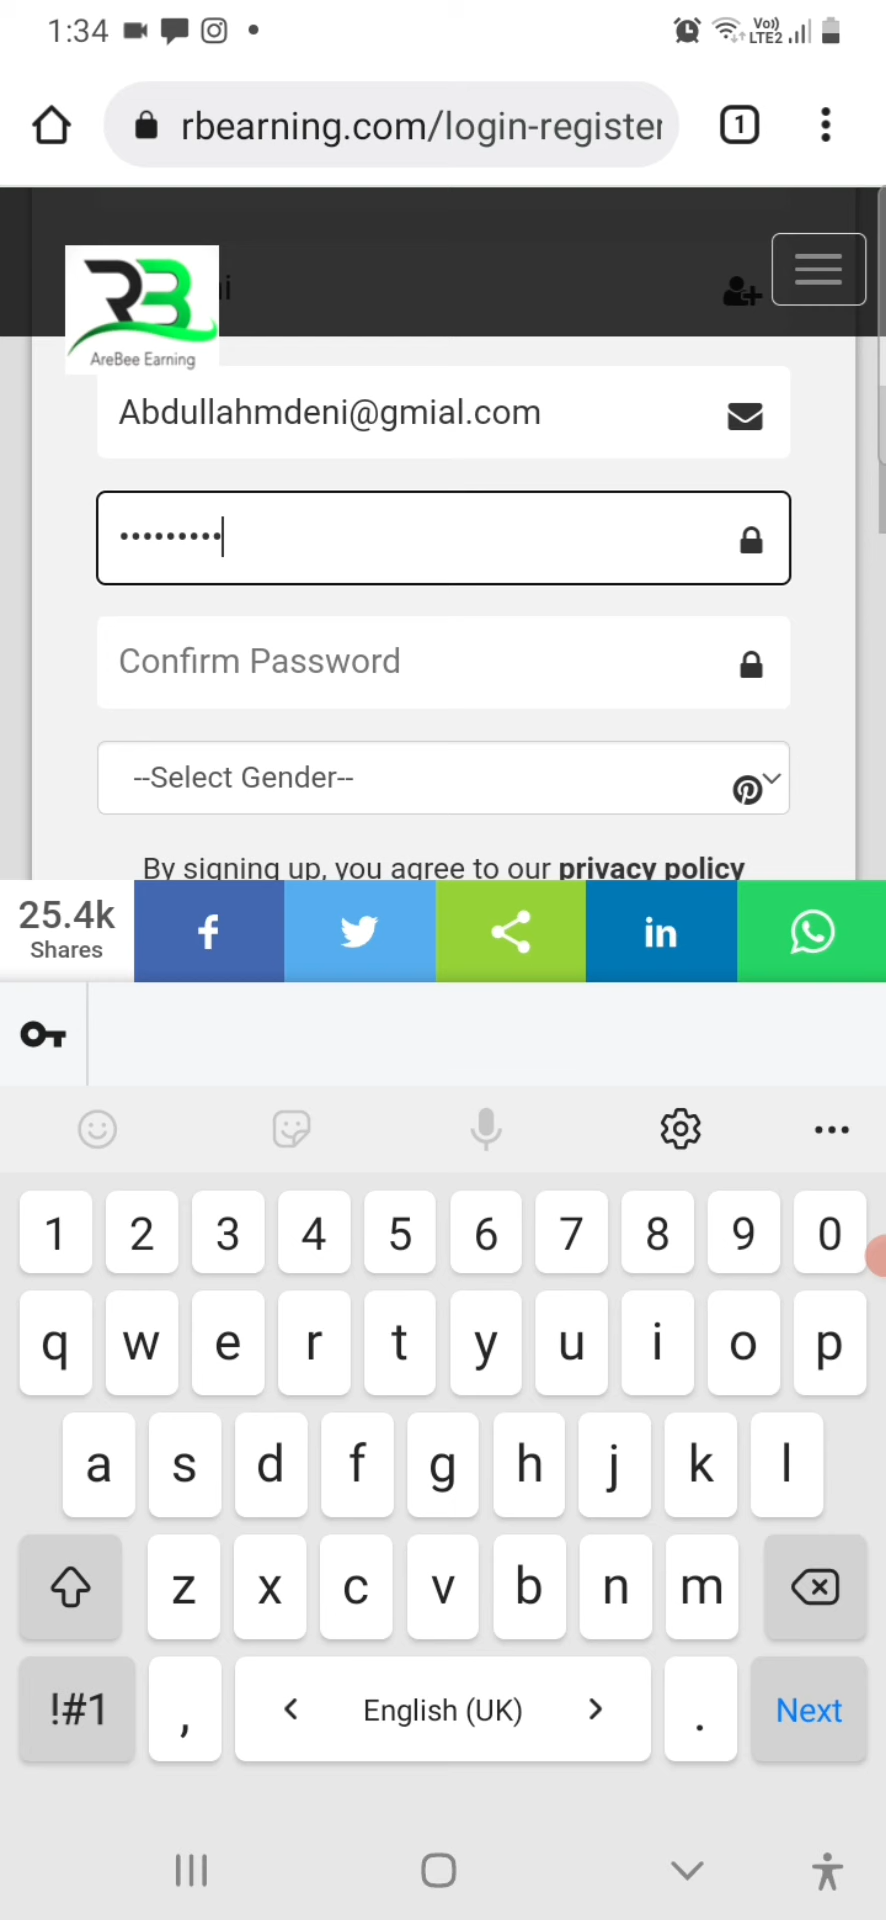 1:34
Vo))
LTE2
rbearning.com/login-register
1
RB
AreBee Earning
Abdullahmdeni@gmial.com
•••••••••
Confirm Password
--Select Gender--
By signing up, you agree to our privacy policy
25.4k
Shares
f
in
1 2 3 4 5 6 7 8 9 0
q w e r t y u i o p
a s d f g h j k l
z x c v b n m
!#1 , < English (UK) > . Next